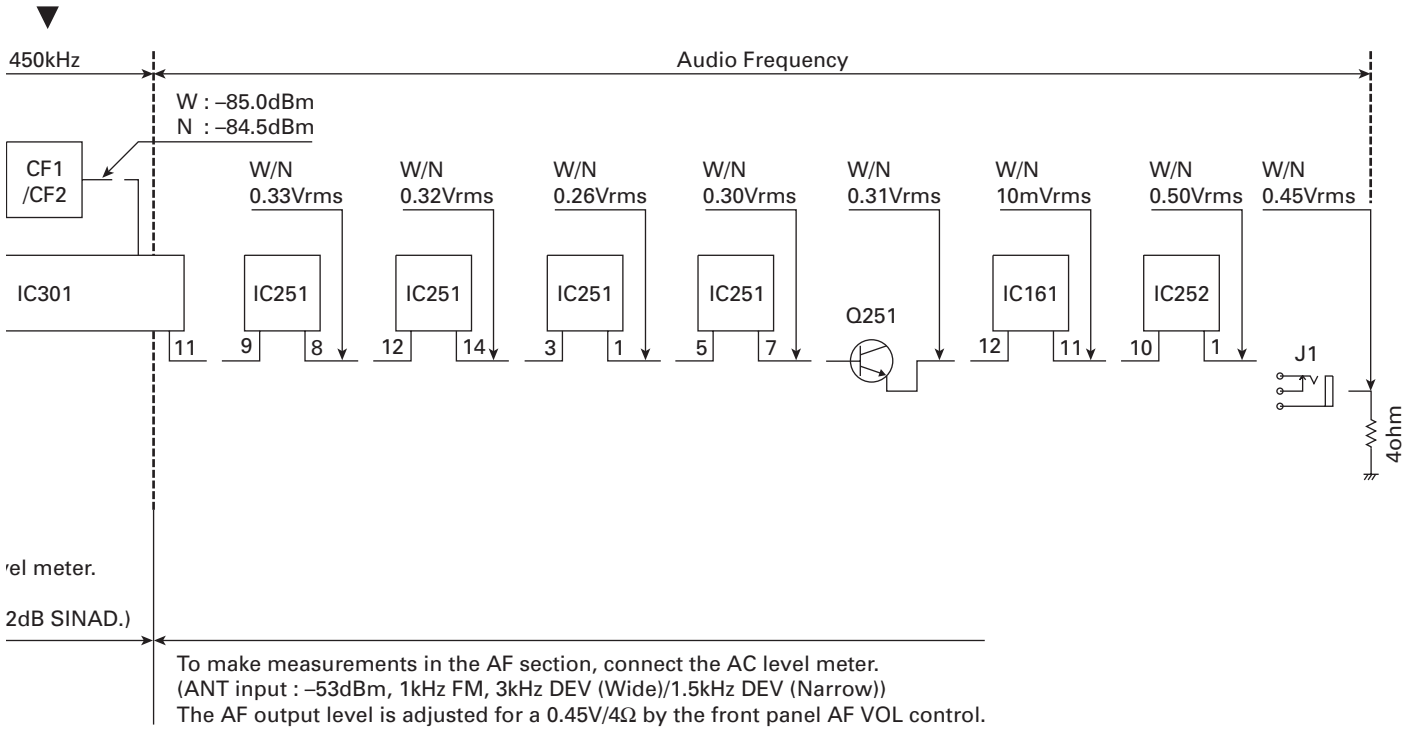 450kHz
Audio Frequency
W : –85.0dBm
N : –84.5dBm
CF1
/CF2
W/N
0.33Vrms
W/N
0.32Vrms
W/N
0.26Vrms
W/N
0.30Vrms
W/N
0.31Vrms
W/N
10mVrms
W/N
0.50Vrms
W/N
0.45Vrms
IC301
IC251
IC251
IC251
IC251
Q251
IC161
IC252
11
9
8
12
14
3
1
5
7
12
11
10
1
J1
4ohm
el meter.
2dB SINAD.)
To make measurements in the AF section, connect the AC level meter.
(ANT input : –53dBm, 1kHz FM, 3kHz DEV (Wide)/1.5kHz DEV (Narrow))
The AF output level is adjusted for a 0.45V/4Ω by the front panel AF VOL control.